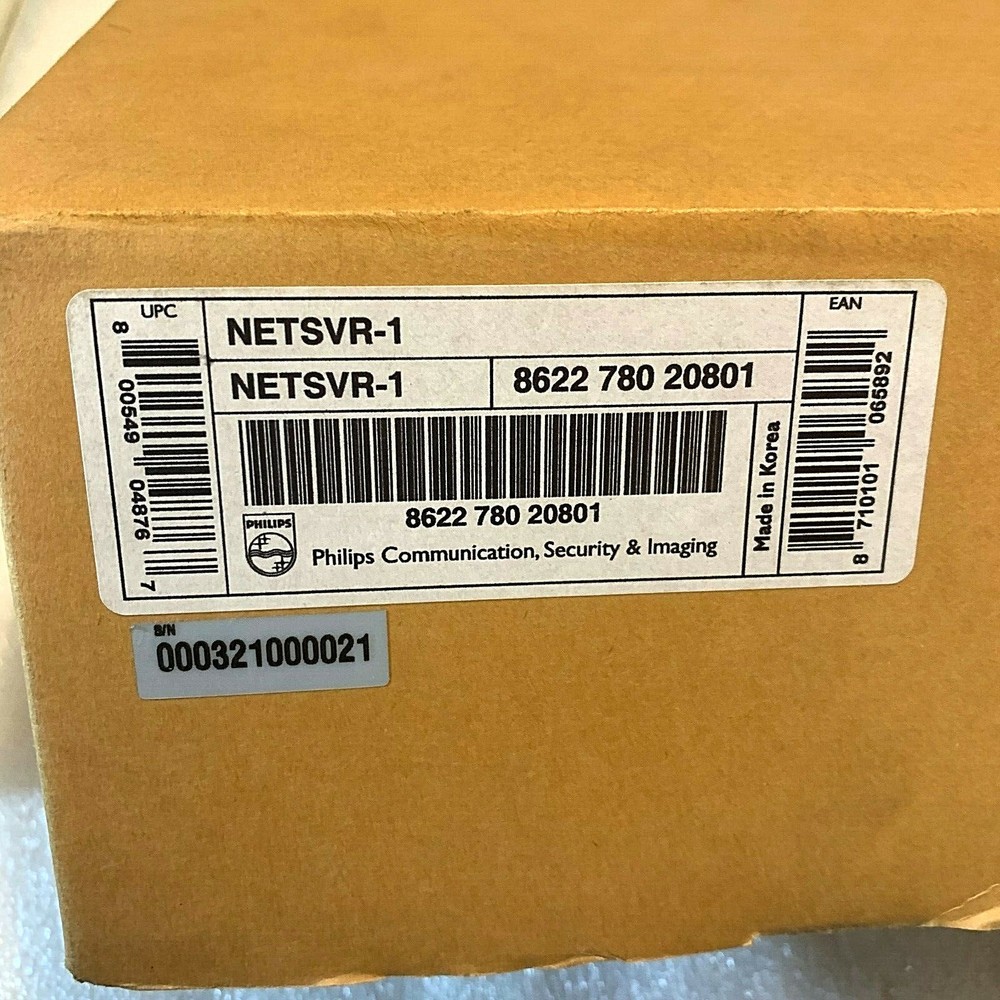 UPC
8 00549 04876 7
NETSVR-1
NETSVR-1
8622 780 20801
8622 780 20801
PHILIPS
Philips Communication, Security & Imaging
Made in Korea
EAN
8 710101 065892
S/N
000321000021